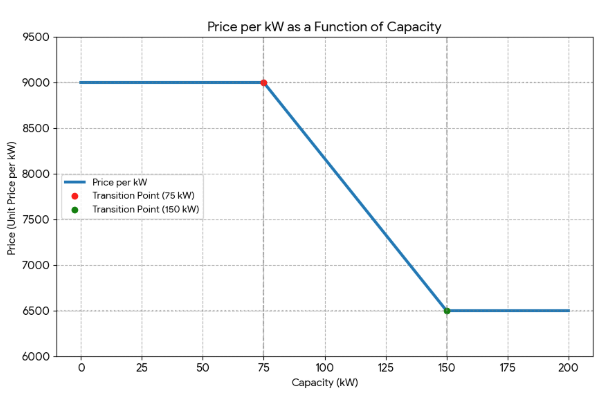 Price per kW as a Function of Capacity
9500
9000
8500
8000
7500
7000
6500
6000
Price (Unit Price per kW)
Price per kW
Transition Point (75 kW)
Transition Point (150 kW)
0 25 50 75 100 125 150 175 200
Capacity (kW)